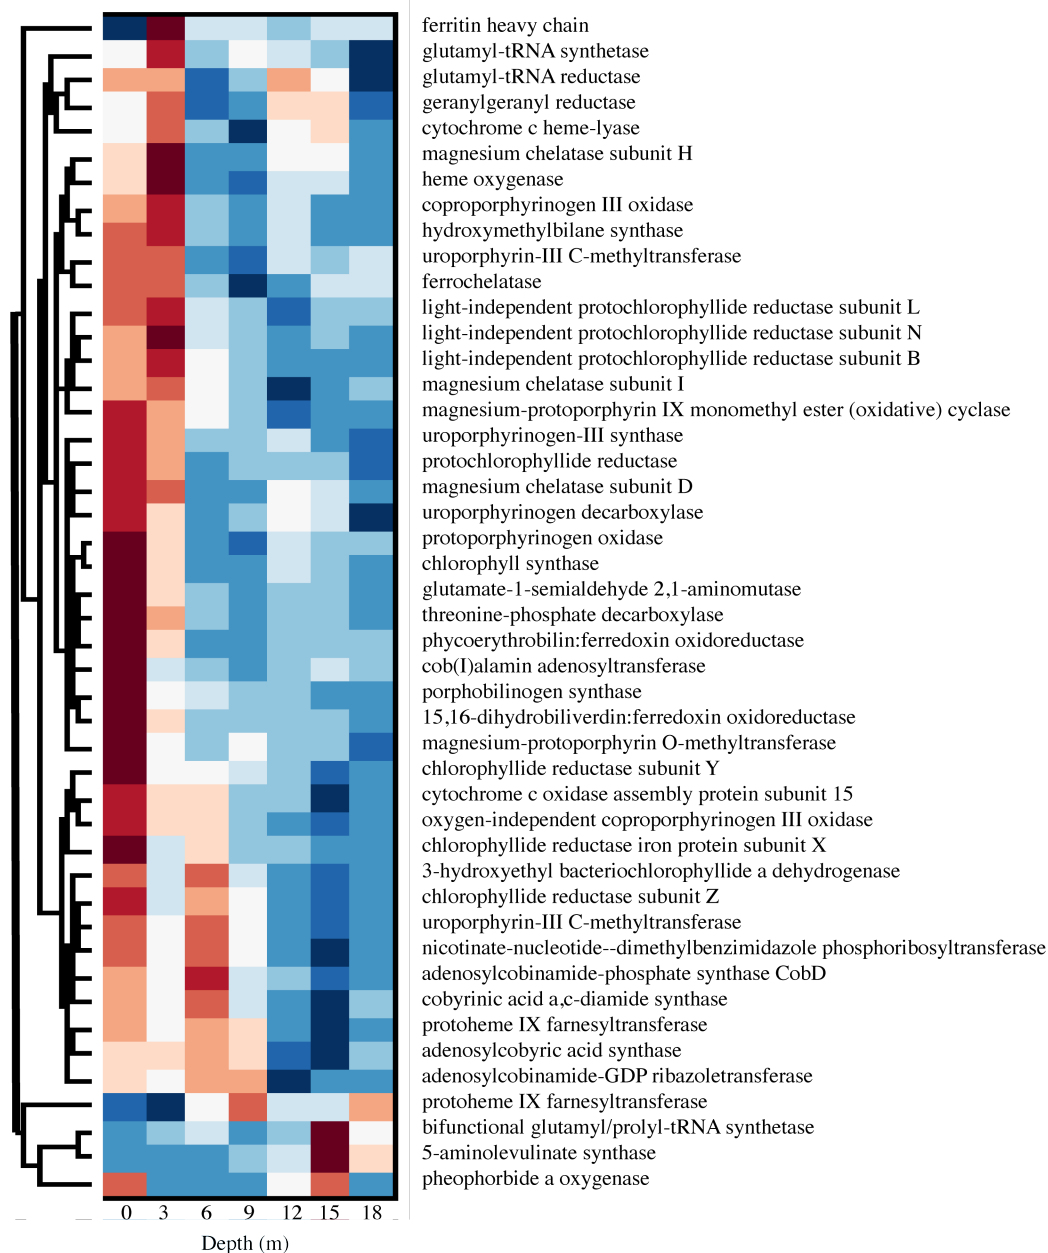 ferritin heavy chain
glutamyl-tRNA synthetase
glutamyl-tRNA reductase
geranylgeranyl reductase
cytochrome c heme-lyase
magnesium chelatase subunit H
heme oxygenase
coproporphyrinogen III oxidase
hydroxymethylbilane synthase
uroporphyrin-III C-methyltransferase
ferrochelatase
light-independent protochlorophyllide reductase subunit L
light-independent protochlorophyllide reductase subunit N
light-independent protochlorophyllide reductase subunit B
magnesium chelatase subunit I
magnesium-protoporphyrin IX monomethyl ester (oxidative) cyclase
uroporphyrinogen-III synthase
protochlorophyllide reductase
magnesium chelatase subunit D
uroporphyrinogen decarboxylase
protoporphyrinogen oxidase
chlorophyll synthase
glutamate-1-semialdehyde 2,1-aminomutase
threonine-phosphate decarboxylase
phycoerythrobilin:ferredoxin oxidoreductase
cob(I)alamin adenosyltransferase
porphobilinogen synthase
15,16-dihydrobiliverdin:ferredoxin oxidoreductase
magnesium-protoporphyrin O-methyltransferase
chlorophyllide reductase subunit Y
cytochrome c oxidase assembly protein subunit 15
oxygen-independent coproporphyrinogen III oxidase
chlorophyllide reductase iron protein subunit X
3-hydroxyethyl bacteriochlorophyllide a dehydrogenase
chlorophyllide reductase subunit Z
uroporphyrin-III C-methyltransferase
nicotinate-nucleotide--dimethylbenzimidazole phosphoribosyltransferase
adenosylcobinamide-phosphate synthase CobD
cobyrinic acid a,c-diamide synthase
protoheme IX farnesyltransferase
adenosylcobyric acid synthase
adenosylcobinamide-GDP ribazoletransferase
protoheme IX farnesyltransferase
bifunctional glutamyl/prolyl-tRNA synthetase
5-aminolevulinate synthase
pheophorbide a oxygenase
0 3 6 9 12 15 18
Depth (m)